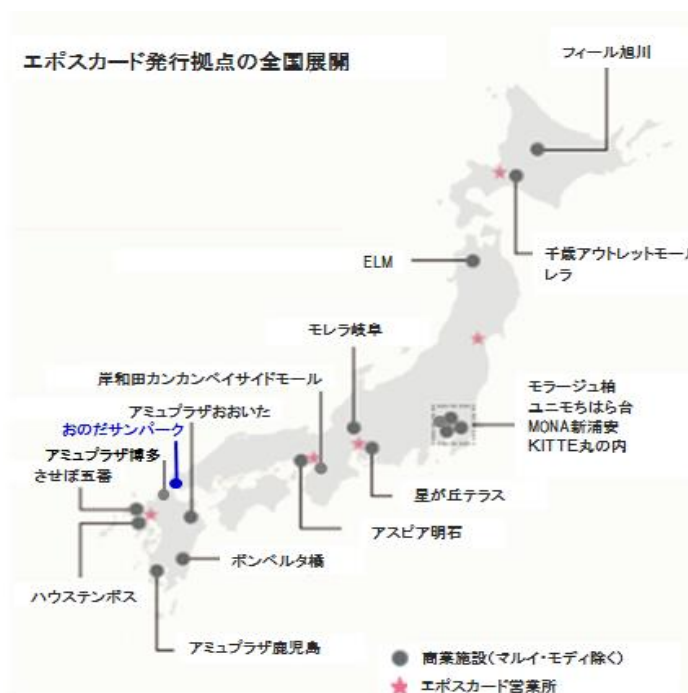 エポスカード発行拠点の全国展開
フィール旭川
千歳アウトレットモール
レラ
ELM
モレラ岐阜
岸和田カンカンベイサイドモール
アミュプラザおおいた
おのだサンパーク
アミュプラザ博多
させぼ五番
モラージュ柏
ユニモちはら台
MONA新浦安
KITTE丸の内
星が丘テラス
アスピア明石
ボンベルタ橘
ハウステンボス
アミュプラザ鹿児島
商業施設(マルイ・モディ除く)
エポスカード営業所